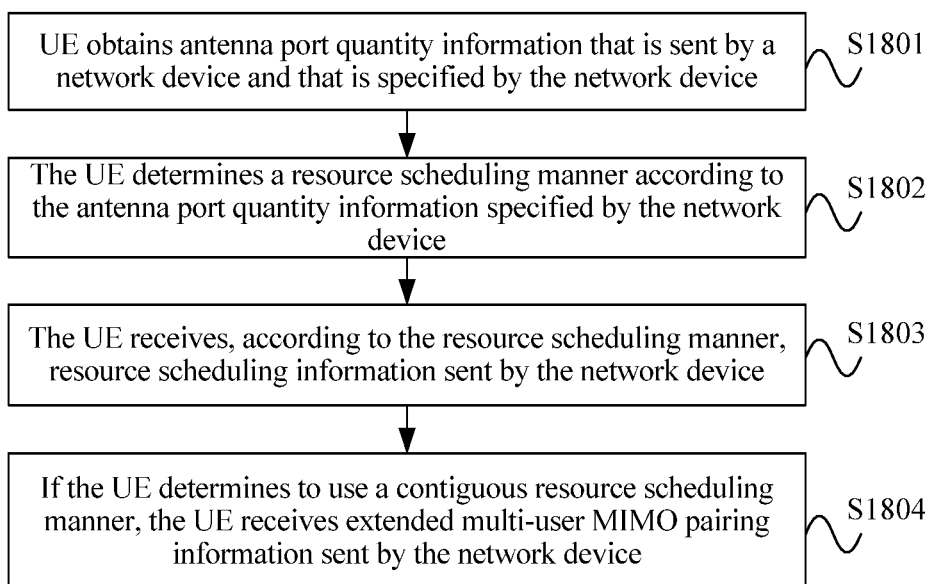 UE obtains antenna port quantity information that is sent by a
network device and that is specified by the network device
S1801
The UE determines a resource scheduling manner according to
the antenna port quantity information specified by the network
device
S1802
The UE receives, according to the resource scheduling manner,
resource scheduling information sent by the network device
S1803
If the UE determines to use a contiguous resource scheduling
manner, the UE receives extended multi-user MIMO pairing
information sent by the network device
S1804